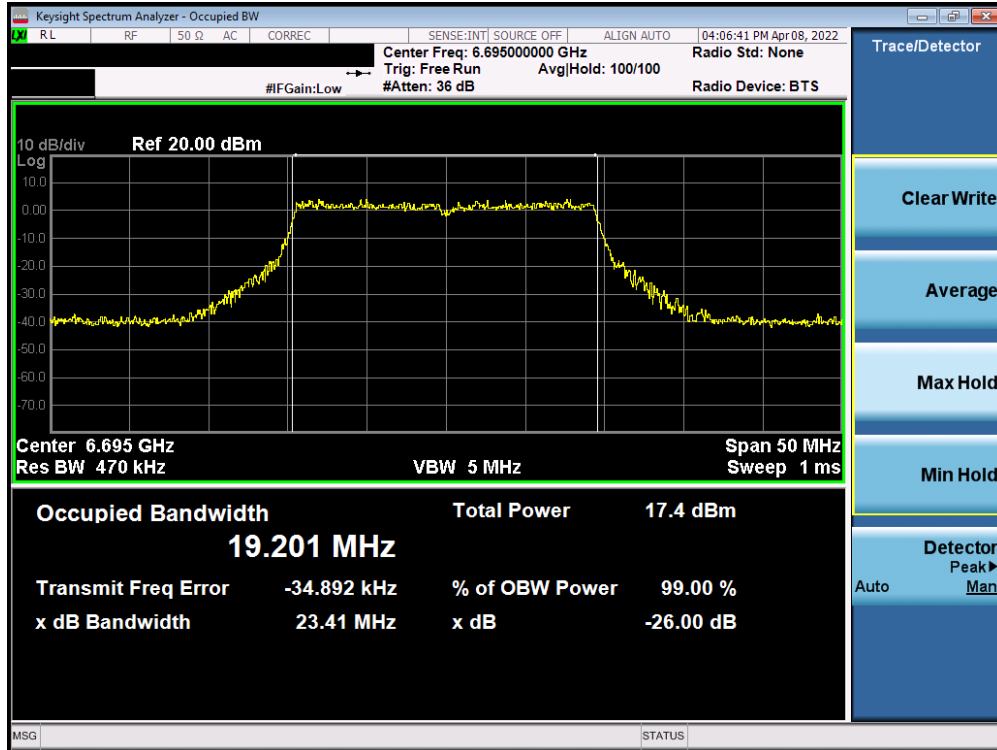 Keysight Spectrum Analyzer - Occupied BW
LXI RL RF 50 Ω AC CORREC SENSE:INT SOURCE OFF ALIGN AUTO 04:06:41 PM Apr 08, 2022
Center Freq: 6.695000000 GHz Radio Std: None
Trig: Free Run Avg|Hold: 100/100
#IFGain:Low #Atten: 36 dB Radio Device: BTS
Trace/Detector
10 dB/div Ref 20.00 dBm
Log
10.0
0.00
-10.0
-20.0
-30.0
-40.0
-50.0
-60.0
-70.0
Center 6.695 GHz Span 50 MHz
Res BW 470 kHz VBW 5 MHz Sweep 1 ms
Occupied Bandwidth Total Power 17.4 dBm
19.201 MHz
Transmit Freq Error -34.892 kHz % of OBW Power 99.00 %
x dB Bandwidth 23.41 MHz x dB -26.00 dB
Clear Write
Average
Max Hold
Min Hold
Detector
Peak▶
Auto Man
MSG STATUS